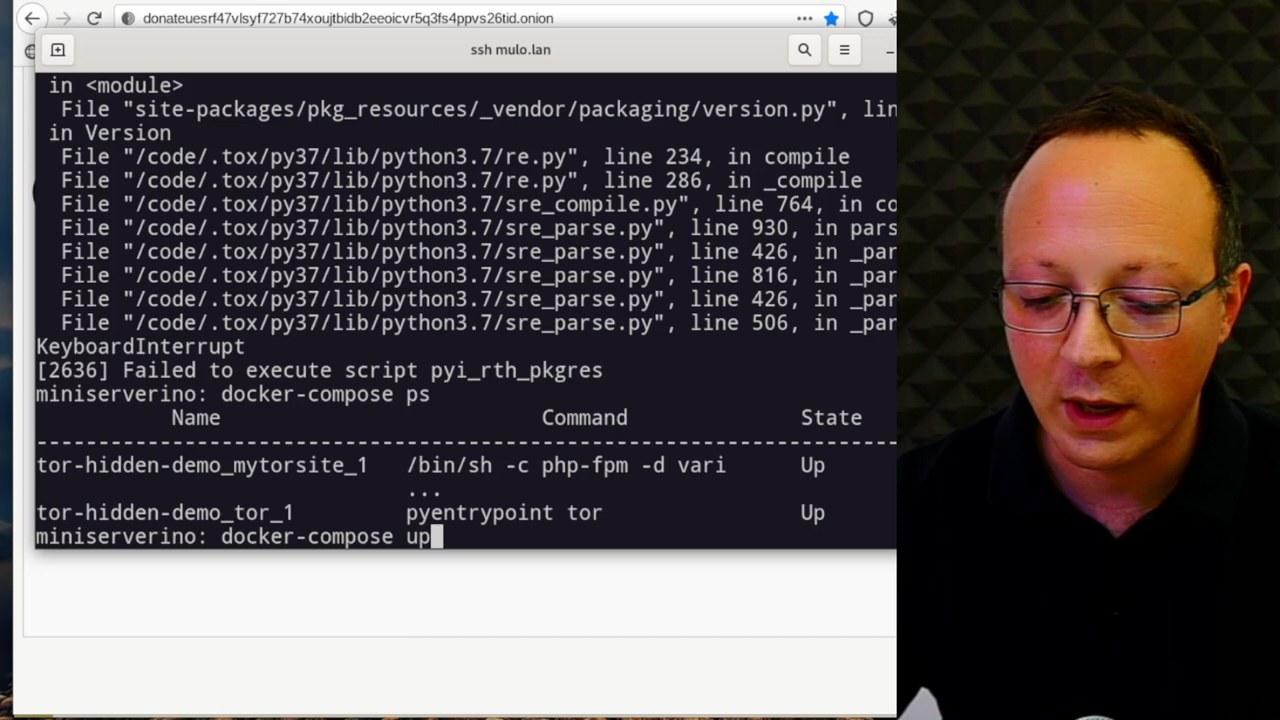 donateuesrf47vlsyf727b74xoujtbidb2eeoicvr5q3fs4ppvs26tid.onion
ssh mulo.lan
in <module>
File "site-packages/pkg_resources/_vendor/packaging/version.py", lin
in Version
File "/code/.tox/py37/lib/python3.7/re.py", line 234, in compile
File "/code/.tox/py37/lib/python3.7/re.py", line 286, in _compile
File "/code/.tox/py37/lib/python3.7/sre_compile.py", line 764, in co
File "/code/.tox/py37/lib/python3.7/sre_parse.py", line 930, in pars
File "/code/.tox/py37/lib/python3.7/sre_parse.py", line 426, in _par
File "/code/.tox/py37/lib/python3.7/sre_parse.py", line 816, in _par
File "/code/.tox/py37/lib/python3.7/sre_parse.py", line 426, in _par
File "/code/.tox/py37/lib/python3.7/sre_parse.py", line 506, in _par
KeyboardInterrupt
[2636] Failed to execute script pyi_rth_pkgres
miniserverino: docker-compose ps
Name Command State
----------------------------------------------------------------------
tor-hidden-demo_mytorsite_1 /bin/sh -c php-fpm -d vari Up
...
tor-hidden-demo_tor_1 pyentrypoint tor Up
miniserverino: docker-compose up